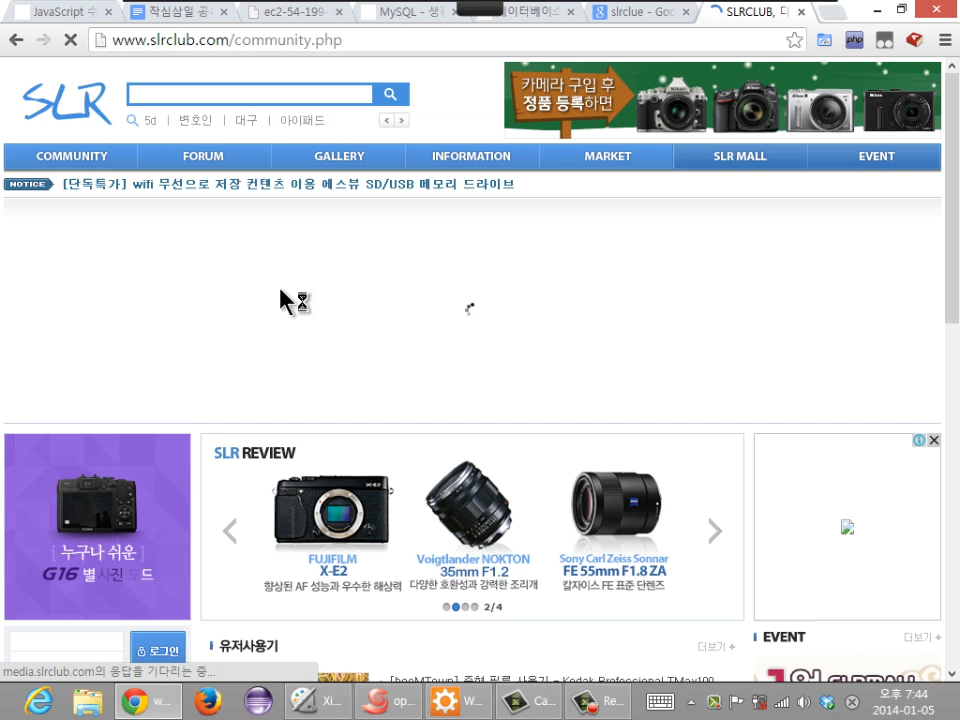 JavaScript 수
작심삼일 공
ec2-54-199-
MySQL - 생
데이터베이스
slrclue - Goo
SLRCLUB, 디
www.slrclub.com/community.php
SLR
5d | 변호인 | 대구 | 아이패드
카메라 구입 후
정품 등록하면
COMMUNITY FORUM GALLERY INFORMATION MARKET SLR MALL EVENT
NOTICE [단독특가] wifi 무선으로 저장 컨텐츠 이용 에스뷰 SD/USB 메모리 드라이브
SLR REVIEW
FUJIFILM
X-E2
향상된 AF 성능과 우수한 해상력
Voigtlander NOKTON
35mm F1.2
다양한 호환성과 강력한 조리개
Sony Carl Zeiss Sonnar
FE 55mm F1.8 ZA
칼자이스 FE 표준 단렌즈
2/4
[ 누구나 쉬운 ]
G16 별 사진 모드
로그인
유저사용기
더보기 +
EVENT
더보기 +
media.slrclub.com의 응답을 기다리는 중...
Kodak Professional TMay100
w...
Xi...
op...
W...
Ca...
Re...
오후 7:44
2014-01-05